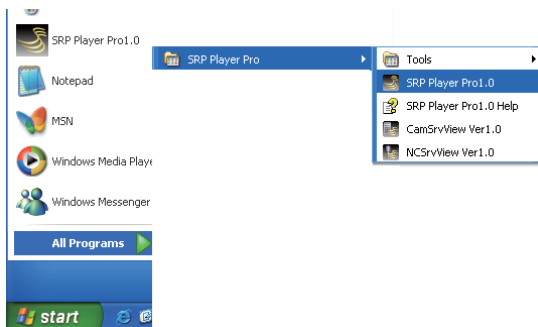 SRP Player Pro1.0
Notepad
MSN
Windows Media Playe
Windows Messenger
All Programs
start
SRP Player Pro
Tools
SRP Player Pro1.0
SRP Player Pro1.0 Help
CamSrvView Ver1.0
NCSrvView Ver1.0